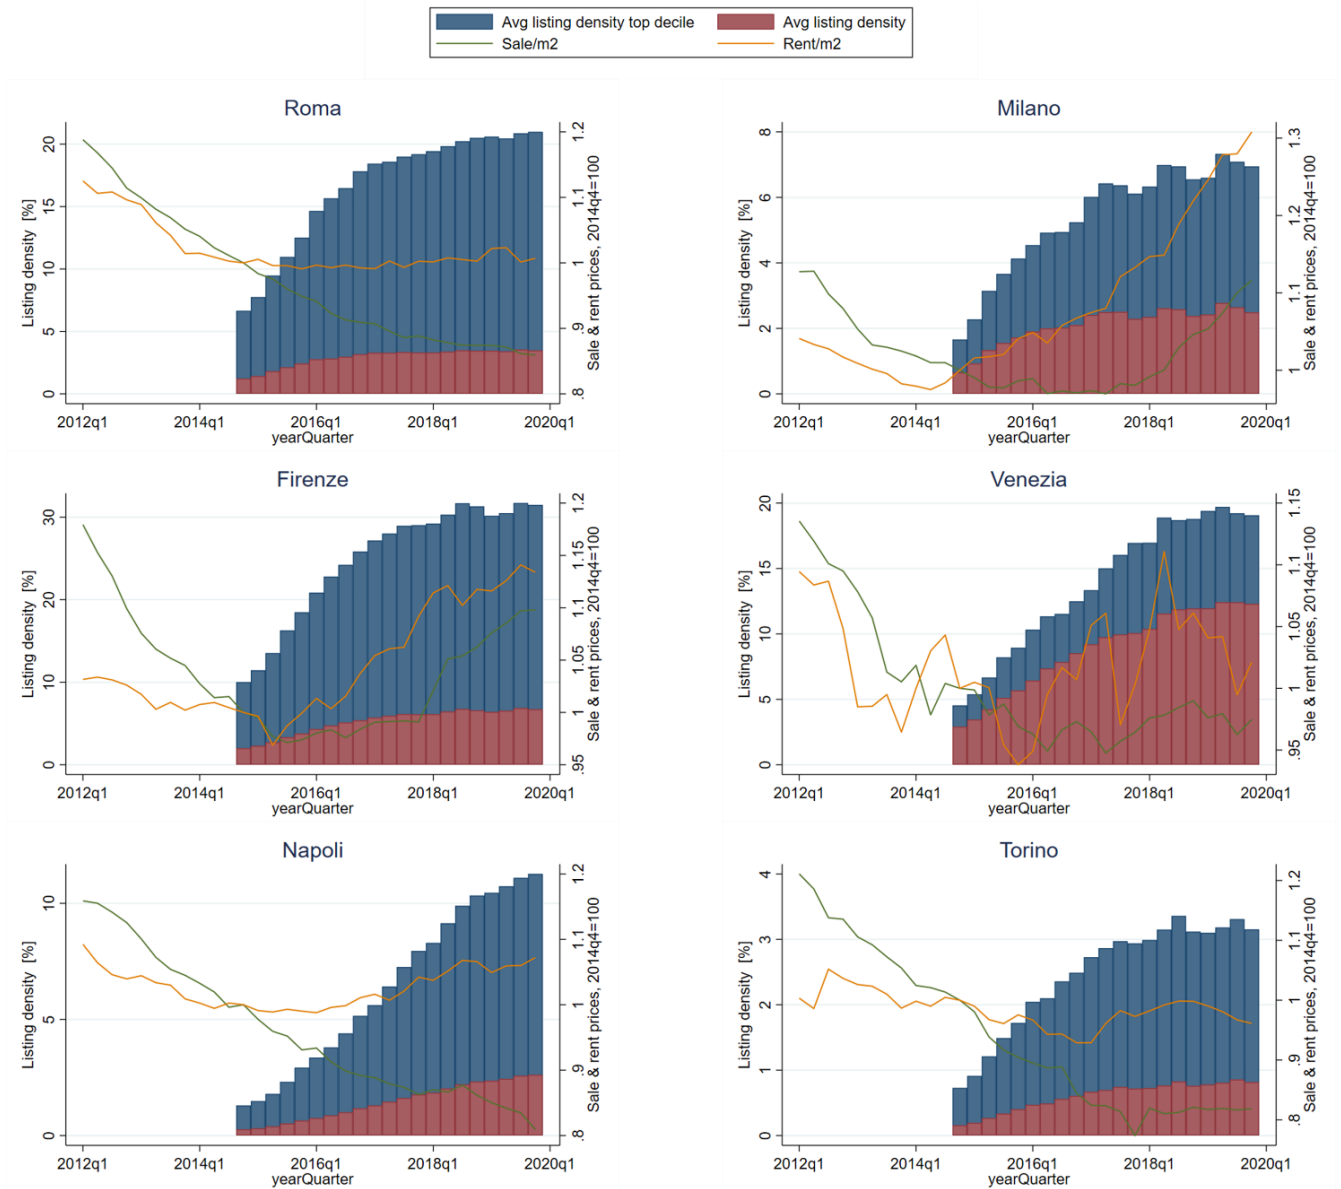 Avg listing density top decile Avg listing density
Sale/m2 Rent/m2
Roma
Listing density [%]
20
15
10
5
0
1.2
1.1
1
.9
.8
Sale & rent prices, 2014q4=100
2012q1 2014q1 2016q1 2018q1 2020q1
yearQuarter
Milano
Listing density [%]
8
6
4
2
0
1.3
1.2
1.1
1
Sale & rent prices, 2014q4=100
2012q1 2014q1 2016q1 2018q1 2020q1
yearQuarter
Firenze
Listing density [%]
30
20
10
0
1.2
1.15
1.1
1.05
1
.95
Sale & rent prices, 2014q4=100
2012q1 2014q1 2016q1 2018q1 2020q1
yearQuarter
Venezia
Listing density [%]
20
15
10
5
0
1.15
1.1
1.05
1
.95
Sale & rent prices, 2014q4=100
2012q1 2014q1 2016q1 2018q1 2020q1
yearQuarter
Napoli
Listing density [%]
10
5
0
1.2
1.1
1
.9
.8
Sale & rent prices, 2014q4=100
2012q1 2014q1 2016q1 2018q1 2020q1
yearQuarter
Torino
Listing density [%]
4
3
2
1
0
1.2
1.1
1
.9
.8
Sale & rent prices, 2014q4=100
2012q1 2014q1 2016q1 2018q1 2020q1
yearQuarter